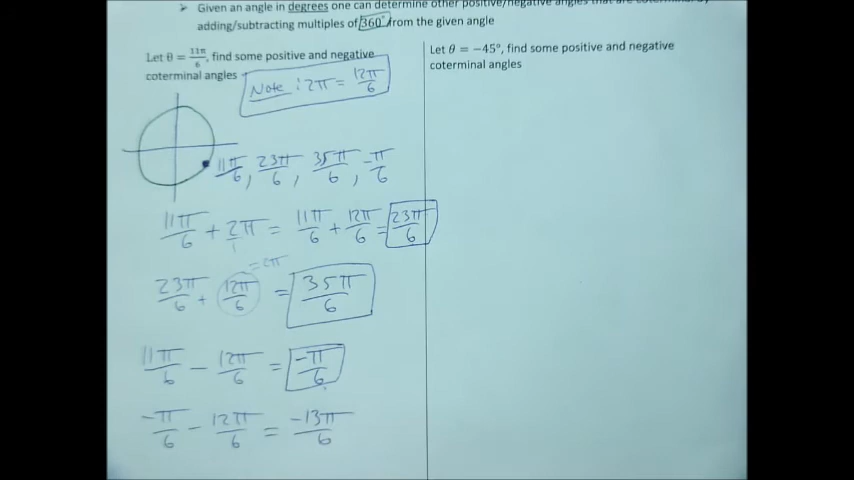 Given an angle in degrees one can determine other positive/negative angles that are coterminal by
adding/subtracting multiples of 360° from the given angle
Let θ = 11π/6, find some positive and negative
coterminal angles
Note : 2π = 12π/6
11π/6, 23π/6, 35π/6, -π/6
11π/6 + 2π/1 = 11π/6 + 12π/6 = 23π/6
= 2π
23π/6 + 12π/6 = 35π/6
11π/6 - 12π/6 = -π/6
-π/6 - 12π/6 = -13π/6
Let θ = −45°, find some positive and negative
coterminal angles